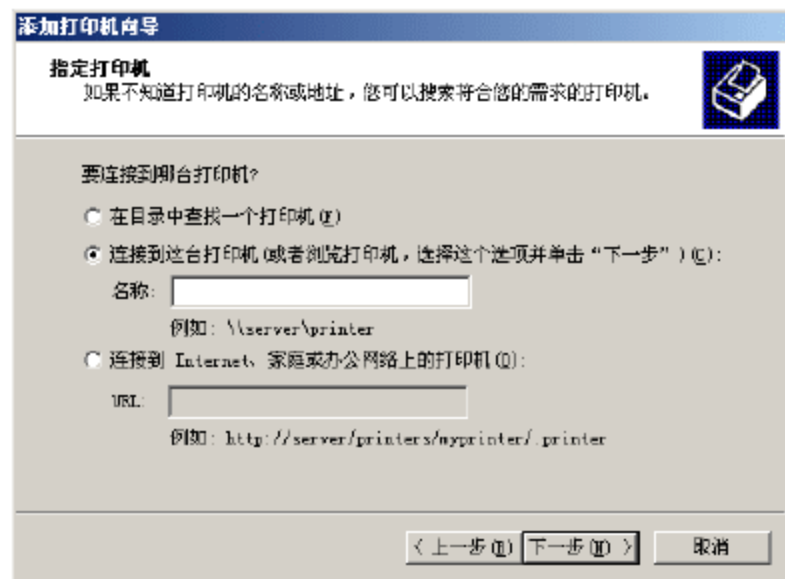 添加打印机向导
指定打印机
如果不知道打印机的名称或地址，您可以搜索符合您的需求的打印机。
要连接到哪台打印机?
在目录中查找一个打印机(F)
连接到这台打印机(或者浏览打印机，选择这个选项并单击“下一步”)(C):
名称:
例如: \\server\printer
连接到 Internet、家庭或办公网络上的打印机(O):
URL:
例如: http://server/printers/myprinter/.printer
< 上一步(B) 下一步(N) > 取消